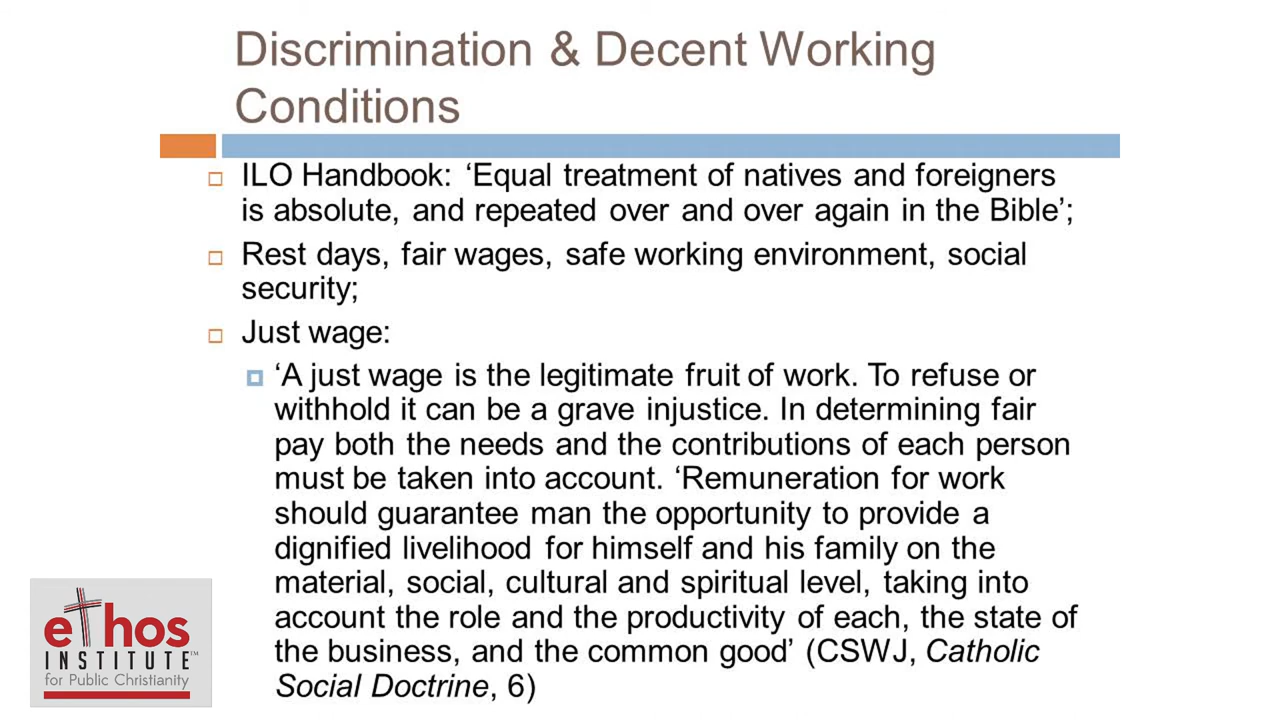 Discrimination & Decent Working
Conditions
ILO Handbook: ‘Equal treatment of natives and foreigners
is absolute, and repeated over and over again in the Bible’;
Rest days, fair wages, safe working environment, social
security;
Just wage:
‘A just wage is the legitimate fruit of work. To refuse or
withhold it can be a grave injustice. In determining fair
pay both the needs and the contributions of each person
must be taken into account. ‘Remuneration for work
should guarantee man the opportunity to provide a
dignified livelihood for himself and his family on the
material, social, cultural and spiritual level, taking into
account the role and the productivity of each, the state of
the business, and the common good’ (CSWJ, Catholic
Social Doctrine, 6)
ethos
INSTITUTE™
for Public Christianity